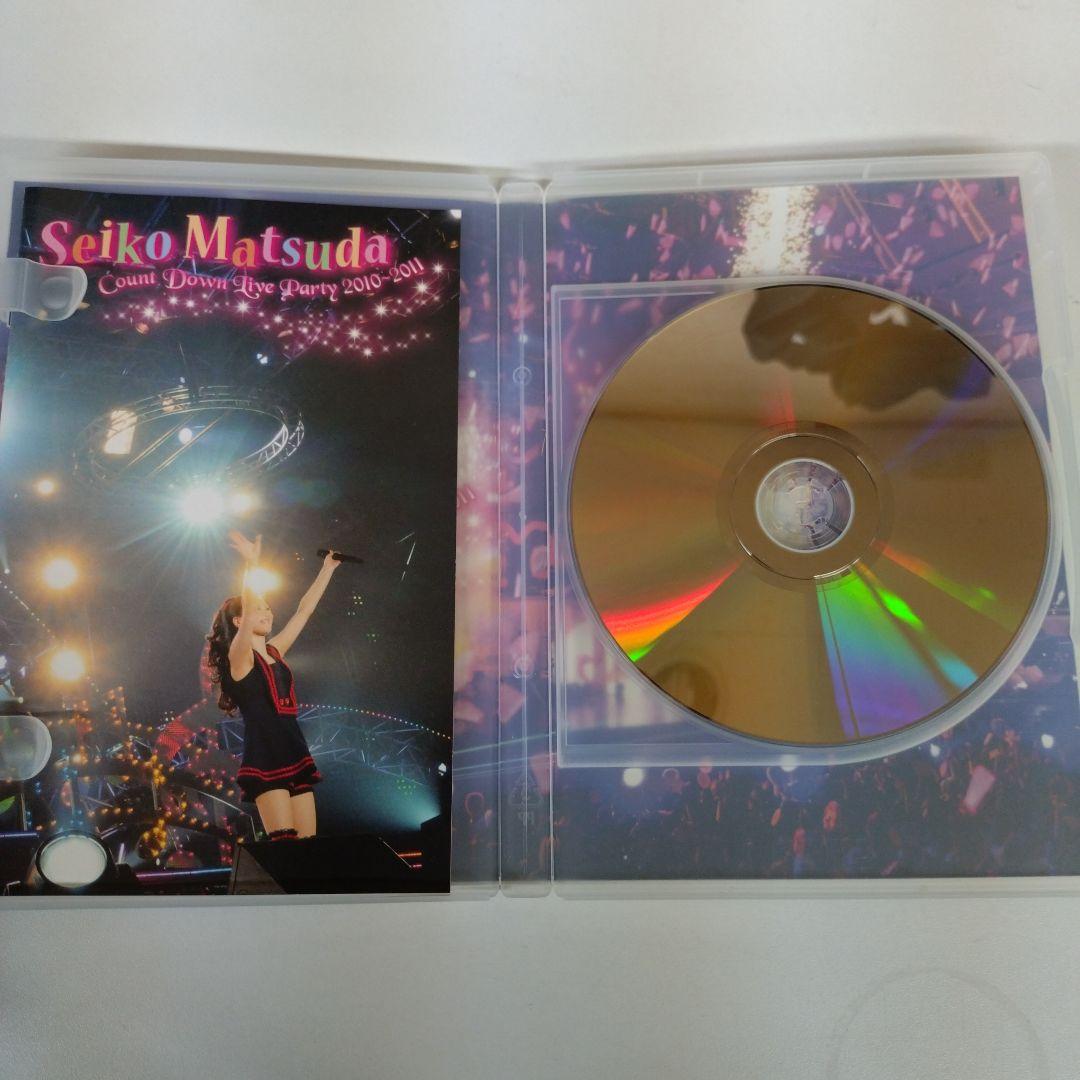 Seiko Matsuda
Count Down Live Party 2010~2011